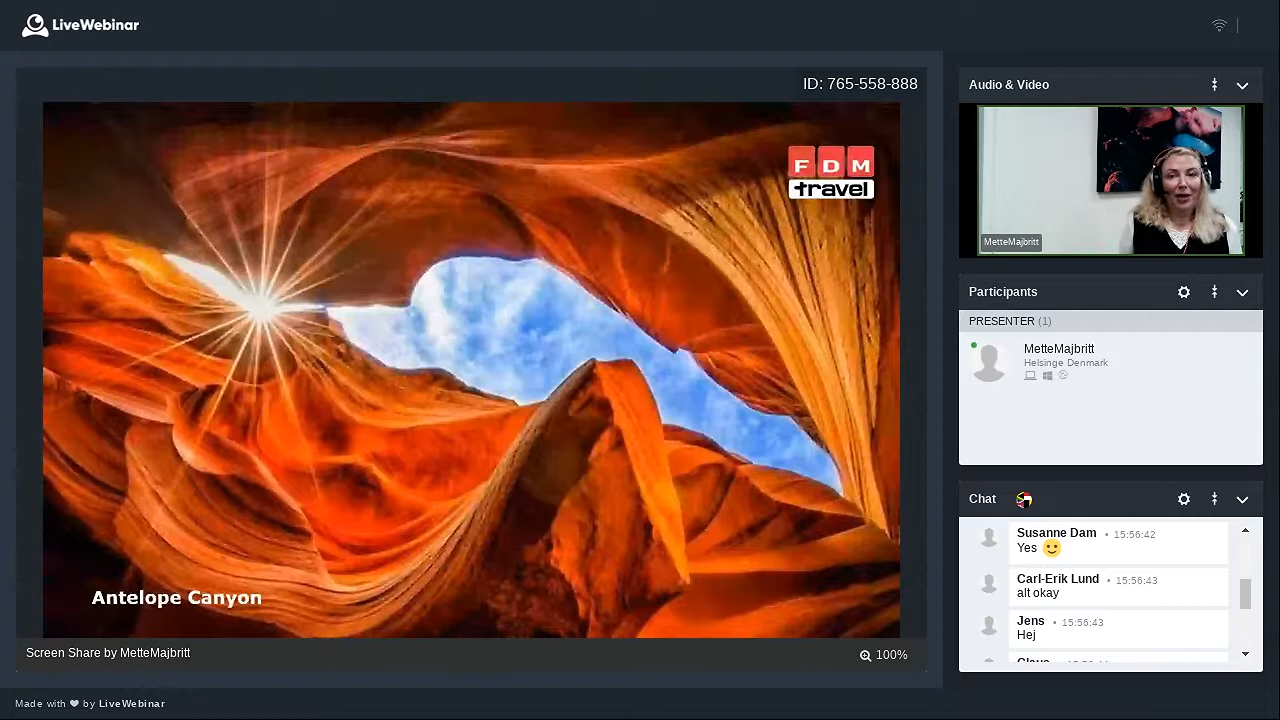 LiveWebinar
ID: 765-558-888
FDM
travel
Antelope Canyon
Screen Share by MetteMajbritt
100%
Audio & Video
MetteMajbritt
Participants
PRESENTER (1)
MetteMajbritt
Helsinge Denmark
Chat
Susanne Dam • 15:56:42
Yes
Carl-Erik Lund • 15:56:43
alt okay
Jens • 15:56:43
Hej
Made with by LiveWebinar